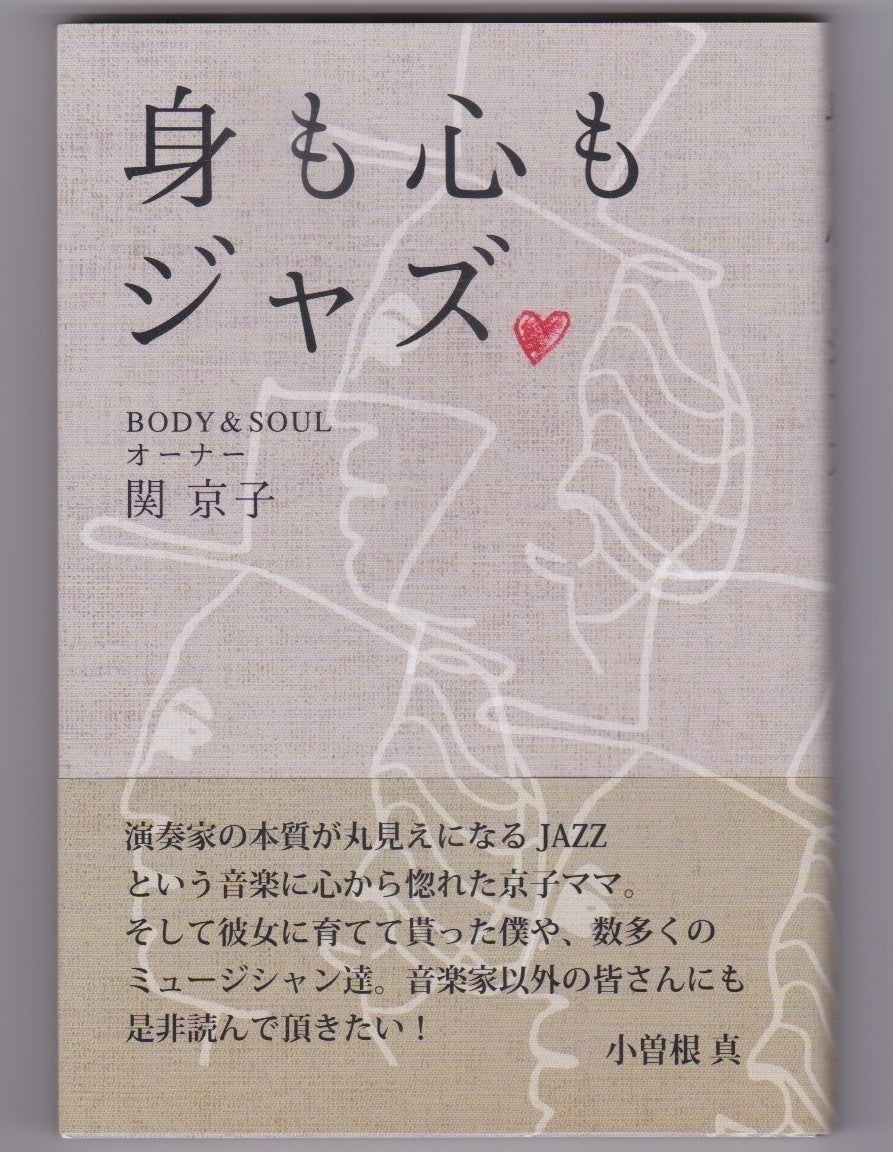 身も心も
ジャズ
BODY & SOUL
オーナー
関 京子
演奏家の本質が丸見えになる JAZZ
という音楽に心から惚れた京子ママ。
そして彼女に育てて貰った僕や、数多くの
ミュージシャン達。音楽家以外の皆さんにも
是非読んで頂きたい！
小曽根 真